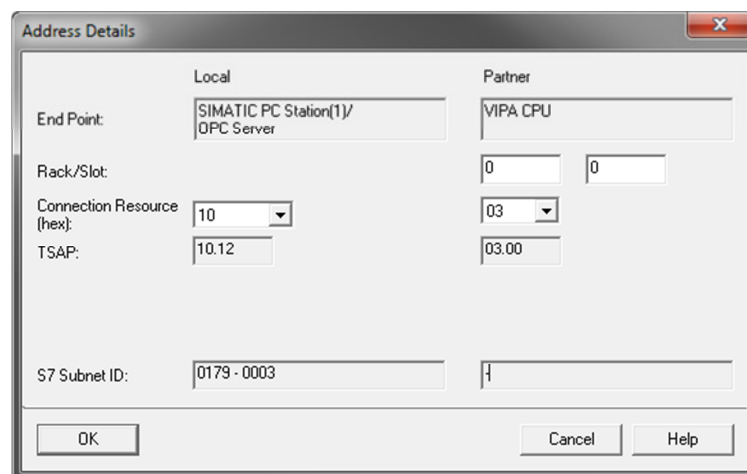 Address Details
Local Partner
End Point: SIMATIC PC Station(1)/ VIPA CPU
OPC Server
Rack/Slot: 0 0
Connection Resource
(hex): 10 03
TSAP: 10.12 03.00
S7 Subnet ID: 0179 - 0003 -
OK Cancel Help